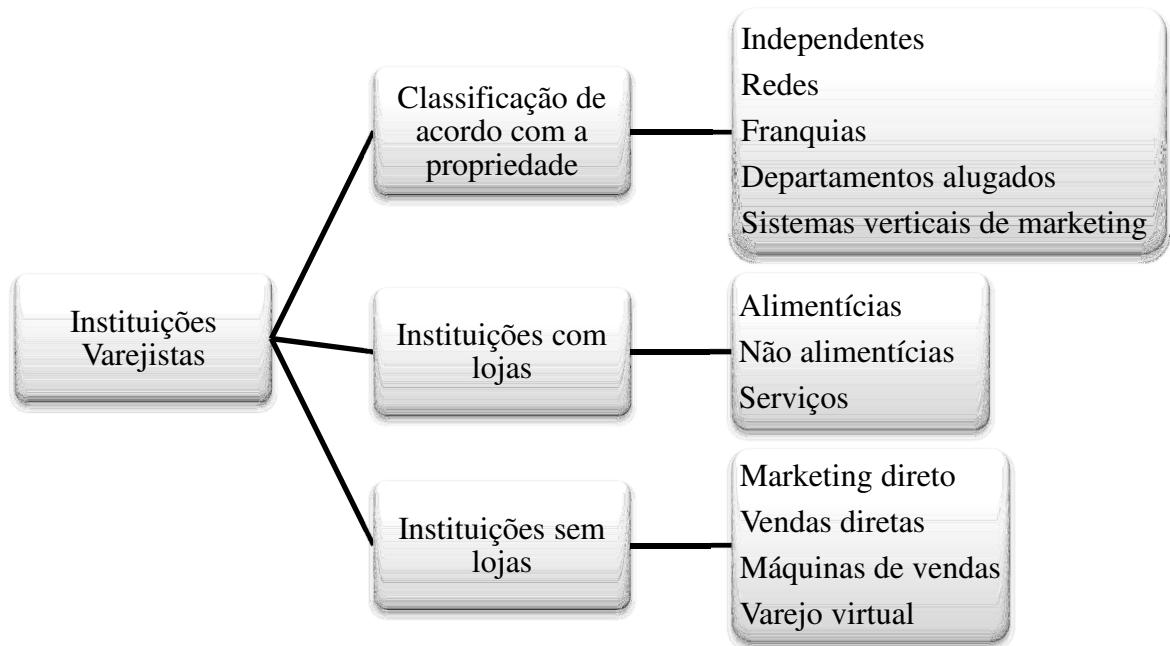 Instituições
Varejistas
Classificação de
acordo com a
propriedade
Independentes
Redes
Franquias
Departamentos alugados
Sistemas verticais de marketing
Instituições com
lojas
Alimentícias
Não alimentícias
Serviços
Instituições sem
lojas
Marketing direto
Vendas diretas
Máquinas de vendas
Varejo virtual